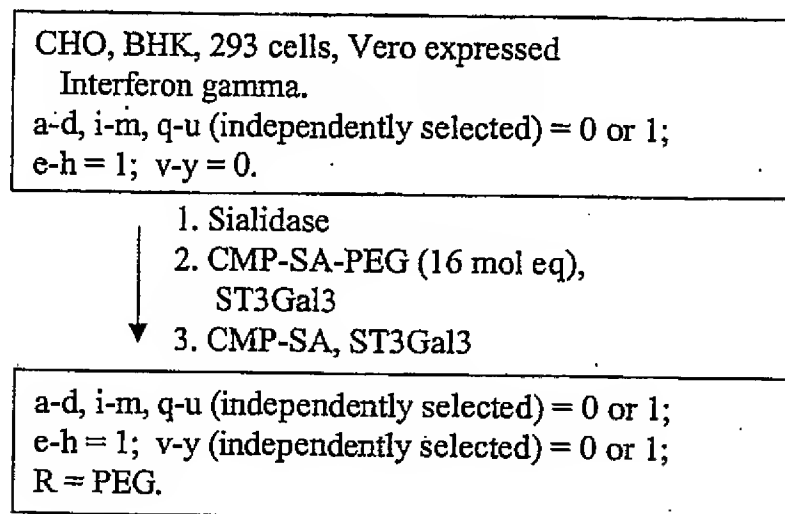 CHO, BHK, 293 cells, Vero expressed
Interferon gamma.
a-d, i-m, q-u (independently selected) = 0 or 1;
e-h = 1; v-y = 0.
1. Sialidase
2. CMP-SA-PEG (16 mol eq),
ST3Gal3
3. CMP-SA, ST3Gal3
a-d, i-m, q-u (independently selected) = 0 or 1;
e-h = 1; v-y (independently selected) = 0 or 1;
R = PEG.